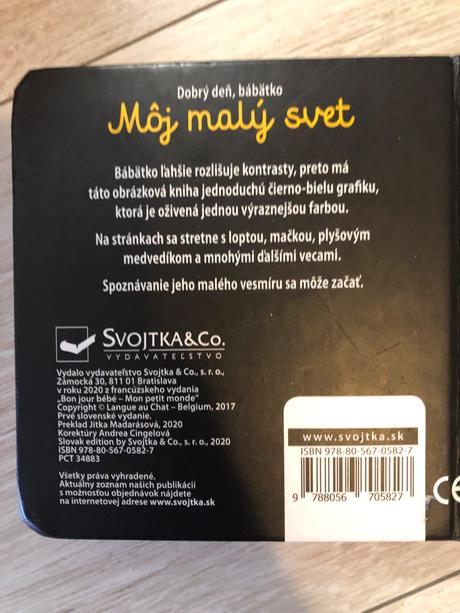 Dobrý deň, bábätko
Môj malý svet
Bábätko ľahšie rozlišuje kontrasty, preto má
táto obrázková kniha jednoduchú čierno-bielu grafiku,
ktorá je oživená jednou výraznejšou farbou.
Na stránkach sa stretne s loptou, mačkou, plyšovým
medvedíkom a mnohými ďalšími vecami.
Spoznávanie jeho malého vesmíru sa môže začať.
SVOJTKA&Co.
VYDAVATEĽSTVO
Vydalo vydavateľstvo Svojtka & Co., s. r. o.,
Zámocká 30, 811 01 Bratislava
v roku 2020 z francúzskeho vydania
„Bon jour bébé – Mon petit monde“
Copyright © Langue au Chat – Belgium, 2017
Prvé slovenské vydanie.
Preklad Jitka Madarásová, 2020
Korektúry Andrea Cingelová
Slovak edition by Svojtka & Co., s. r. o., 2020
ISBN 978-80-567-0582-7
PCT 34883
Všetky práva vyhradené.
Aktuálny zoznam našich publikácií
s možnosťou objednávok nájdete
na internetovej adrese www.svojtka.sk
www.svojtka.sk
ISBN 978-80-567-0582-7
9 788056 705827
CE